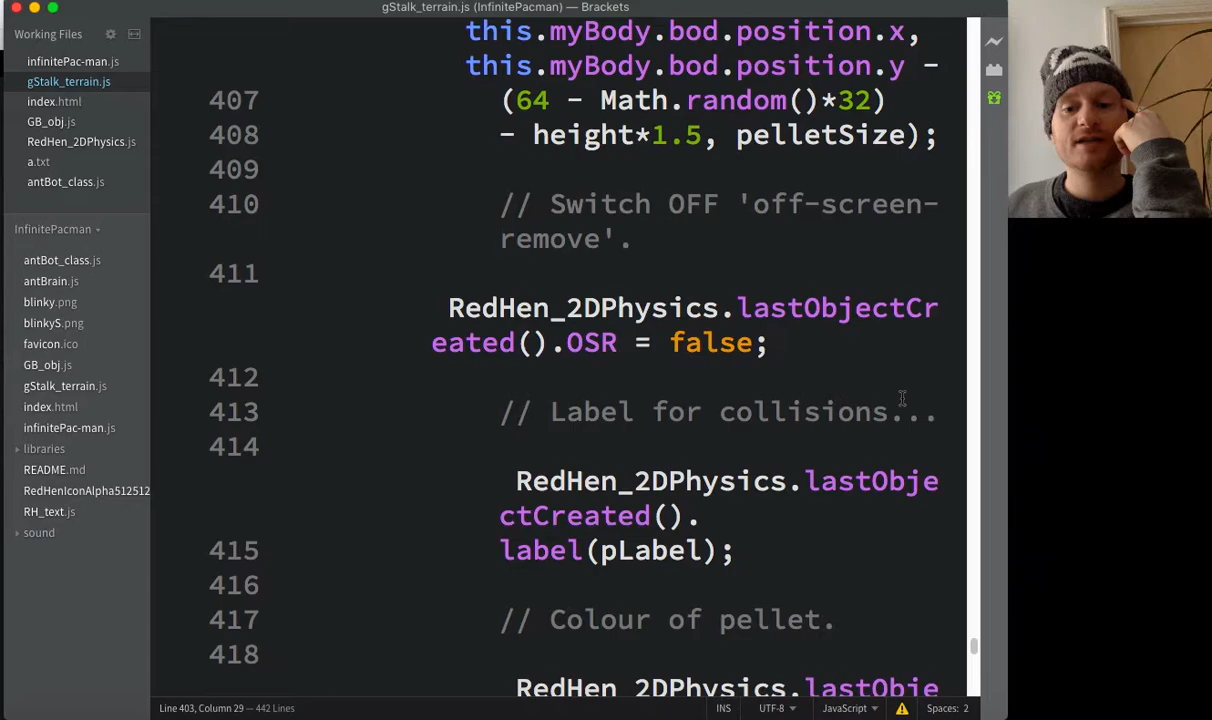 gStalk_terrain.js (InfinitePacman) — Brackets
Working Files
infinitePac-man.js
gStalk_terrain.js
index.html
GB_obj.js
RedHen_2DPhysics.js
a.txt
antBot_class.js
InfinitePacman
antBot_class.js
antBrain.js
blinky.png
blinkyS.png
favicon.ico
GB_obj.js
gStalk_terrain.js
index.html
infinitePac-man.js
libraries
README.md
RedHenIconAlpha512512
RH_text.js
sound
this.myBody.bod.position.x,
this.myBody.bod.position.y -
407 (64 - Math.random()*32)
408 - height*1.5, pelletSize);
409
410 // Switch OFF 'off-screen-
remove'.
411
RedHen_2DPhysics.lastObjectCr
eated().OSR = false;
412
413 // Label for collisions...
414
RedHen_2DPhysics.lastObje
ctCreated().
415 label(pLabel);
416
417 // Colour of pellet.
418
RedHen_2DPhysics.lastObje
Line 403, Column 29 — 442 Lines
INS
UTF-8
JavaScript
Spaces: 2